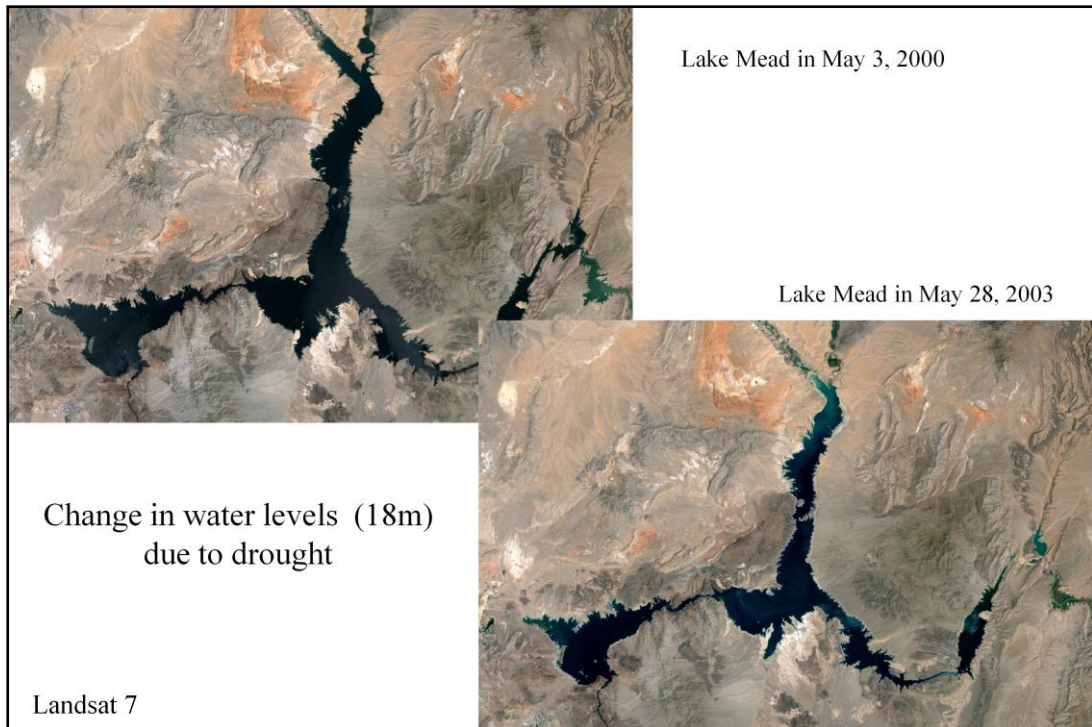 Lake Mead in May 3, 2000
Lake Mead in May 28, 2003
Change in water levels  (18m)
due to drought
Landsat 7